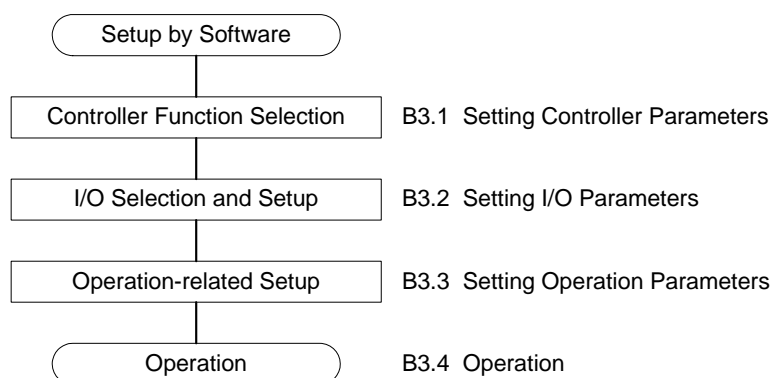 Setup by Software
Controller Function Selection B3.1 Setting Controller Parameters
I/O Selection and Setup B3.2 Setting I/O Parameters
Operation-related Setup B3.3 Setting Operation Parameters
Operation B3.4 Operation